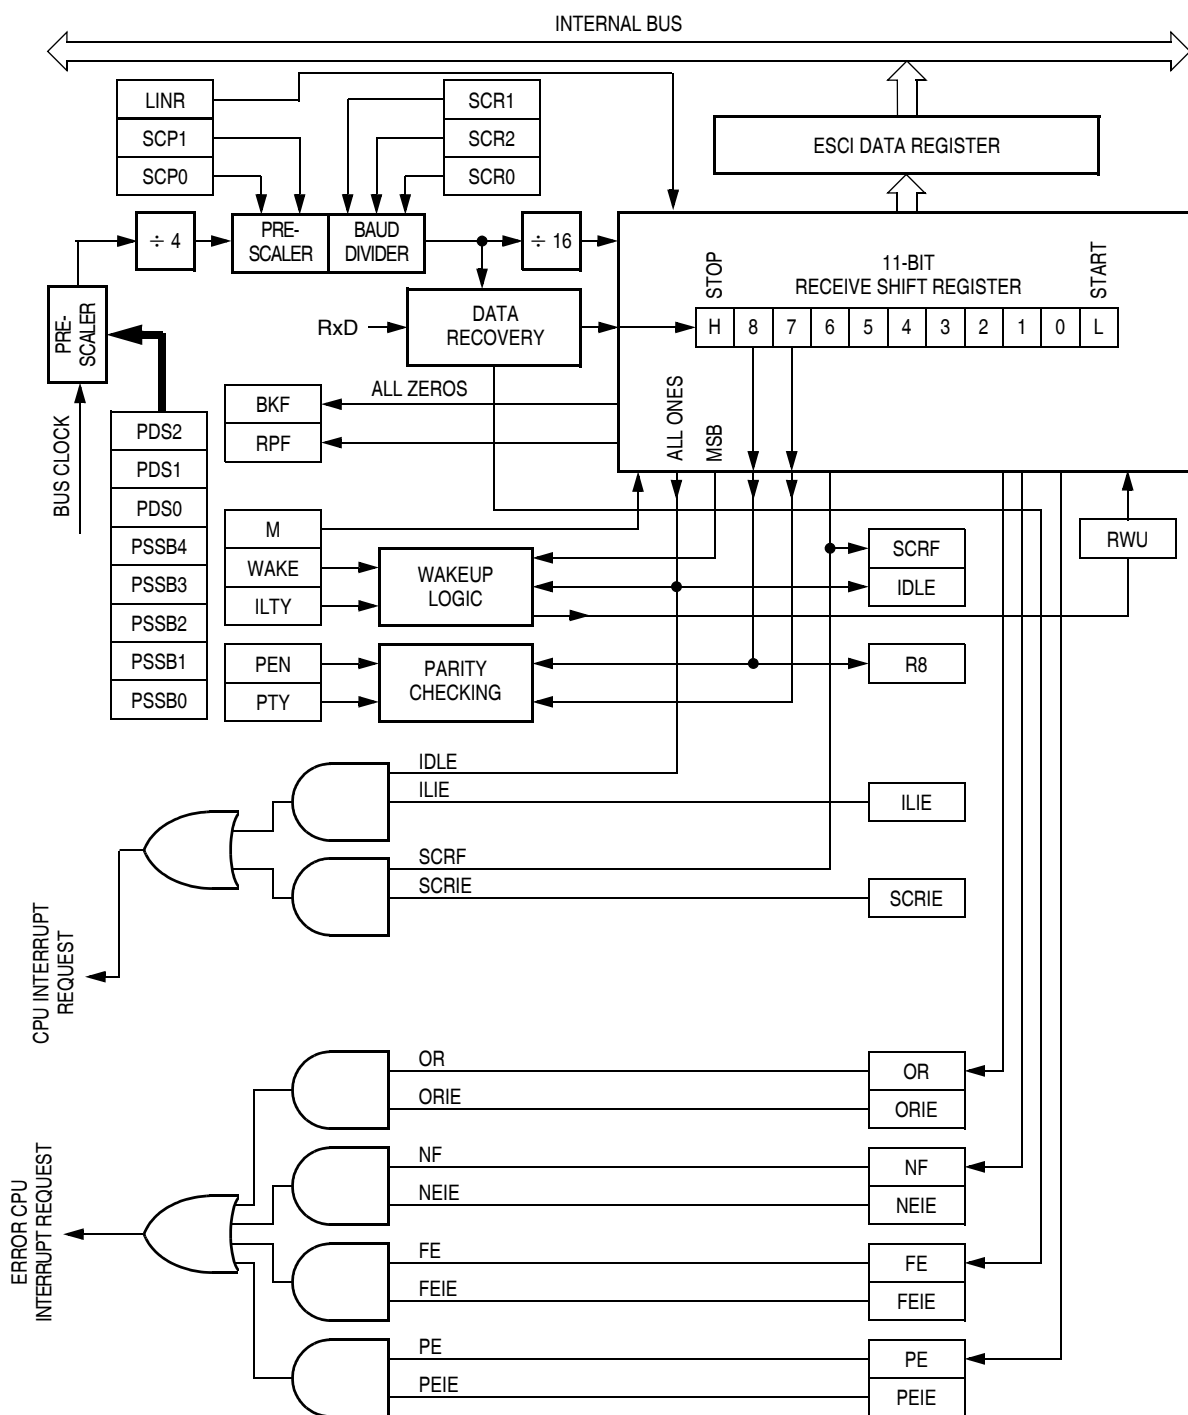 INTERNAL BUS
LINR
SCP1
SCP0
SCR1
SCR2
SCR0
ESCI DATA REGISTER
÷ 4
PRE-
SCALER
BAUD
DIVIDER
÷ 16
PRE-
SCALER
BUS CLOCK
RxD
DATA
RECOVERY
STOP
11-BIT
RECEIVE SHIFT REGISTER
START
H 8 7 6 5 4 3 2 1 0 L
ALL ZEROS
BKF
RPF
ALL ONES
MSB
PDS2
PDS1
PDS0
PSSB4
PSSB3
PSSB2
PSSB1
PSSB0
M
WAKE
ILTY
WAKEUP
LOGIC
SCRF
IDLE
RWU
PEN
PTY
PARITY
CHECKING
R8
IDLE
ILIE
ILIE
SCRF
SCRIE
SCRIE
CPU INTERRUPT
REQUEST
OR
ORIE
OR
ORIE
NF
NEIE
NF
NEIE
FE
FEIE
FE
FEIE
PE
PEIE
PE
PEIE
ERROR CPU
INTERRUPT REQUEST